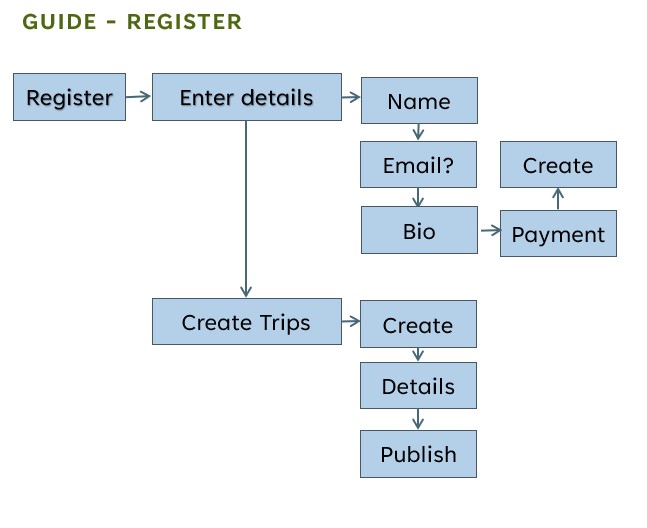 GUIDE - REGISTER
Register
Enter details
Name
Email?
Create
Bio
Payment
Create Trips
Create
Details
Publish